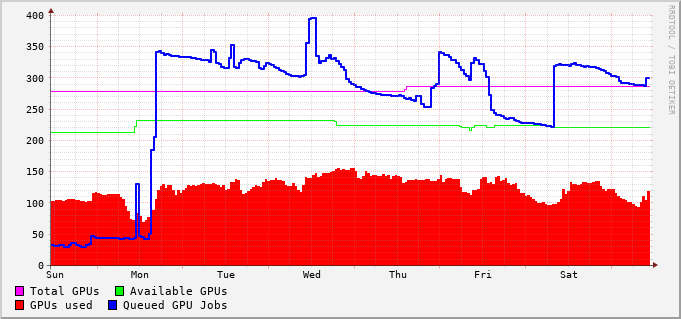 400
350
300
250
200
150
100
50
0
Sun Mon Tue Wed Thu Fri Sat
Total GPUs Available GPUs
GPUs used Queued GPU Jobs
RRDTOOL / TOBI OETIKER